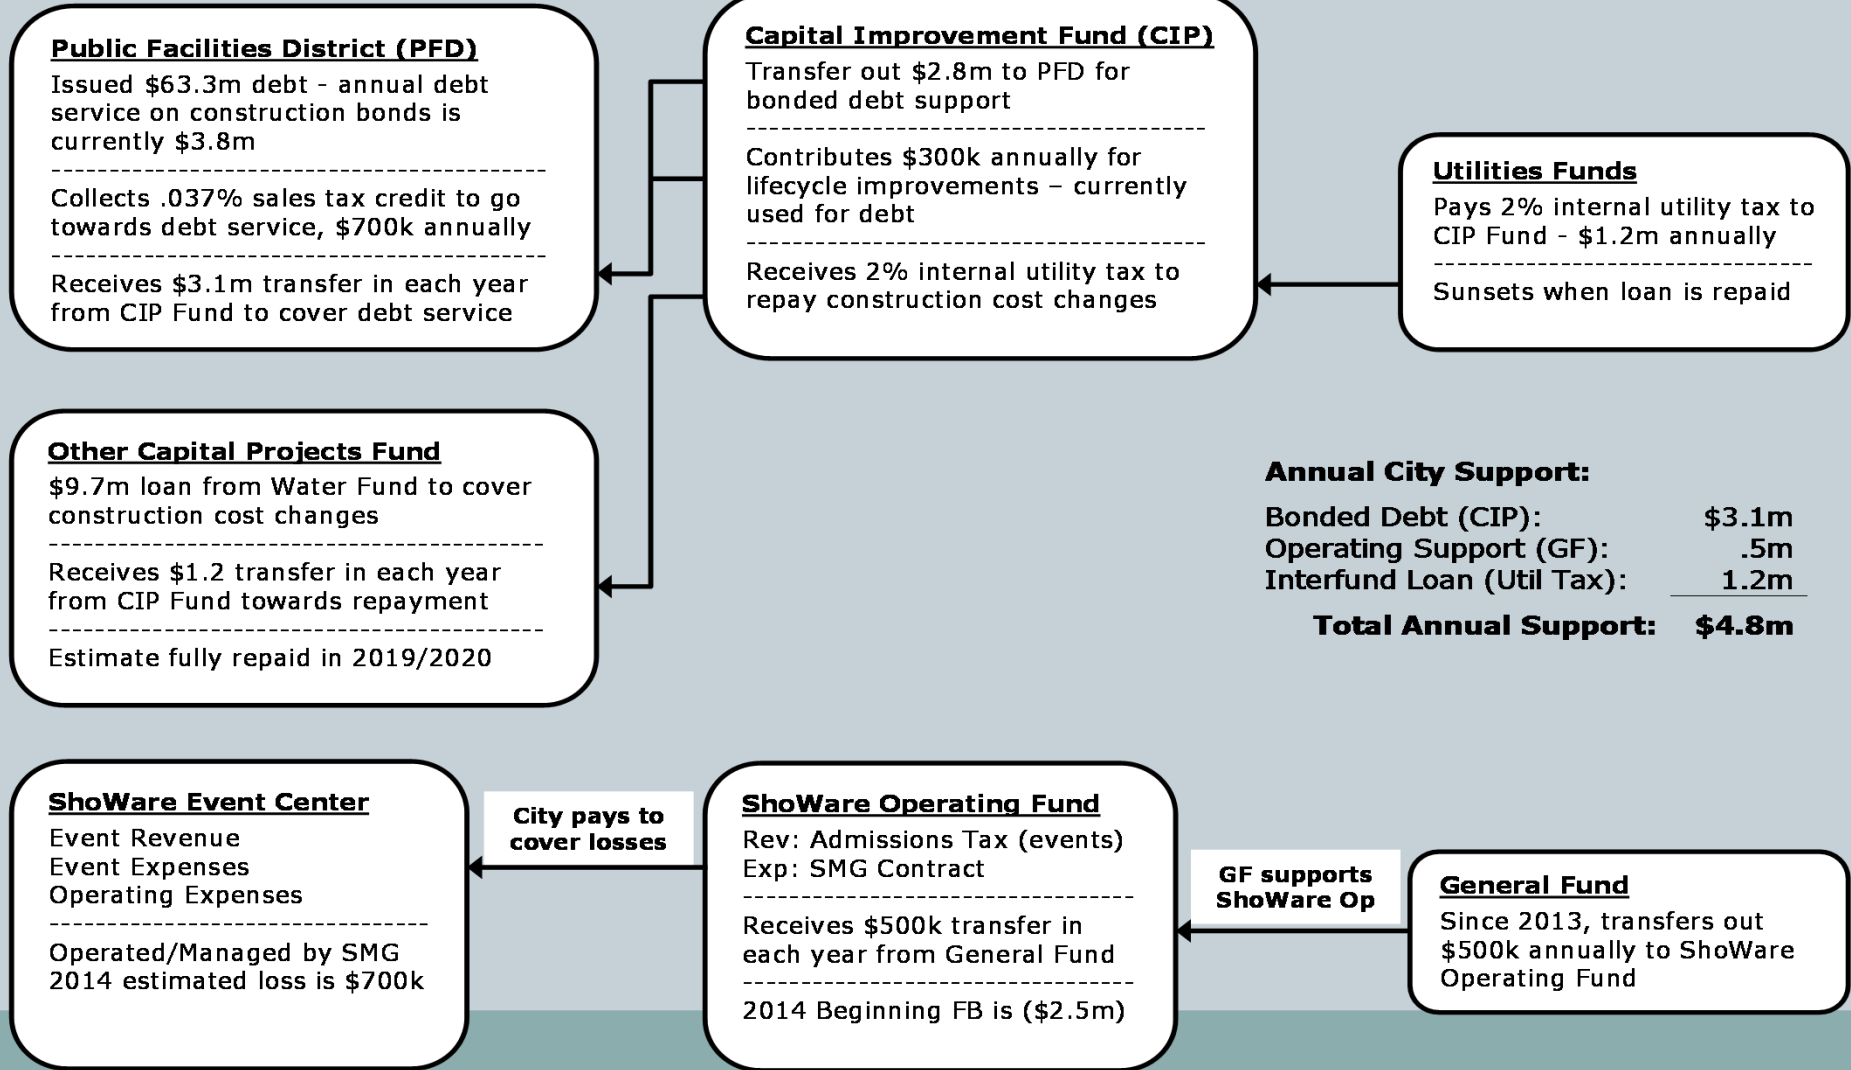 Public Facilities District (PFD)
Issued $63.3m debt - annual debt
service on construction bonds is
currently $3.8m
Collects .037% sales tax credit to go
towards debt service, $700k annually
Receives $3.1m transfer in each year
from CIP Fund to cover debt service
Capital Improvement Fund (CIP)
Transfer out $2.8m to PFD for
bonded debt support
Contributes $300k annually for
lifecycle improvements – currently
used for debt
Receives 2% internal utility tax to
repay construction cost changes
Utilities Funds
Pays 2% internal utility tax to
CIP Fund - $1.2m annually
Sunsets when loan is repaid
Other Capital Projects Fund
$9.7m loan from Water Fund to cover
construction cost changes
Receives $1.2 transfer in each year
from CIP Fund towards repayment
Estimate fully repaid in 2019/2020
Annual City Support:
Bonded Debt (CIP): $3.1m
Operating Support (GF): .5m
Interfund Loan (Util Tax): 1.2m
Total Annual Support: $4.8m
ShoWare Event Center
Event Revenue
Event Expenses
Operating Expenses
Operated/Managed by SMG
2014 estimated loss is $700k
City pays to
cover losses
ShoWare Operating Fund
Rev: Admissions Tax (events)
Exp: SMG Contract
Receives $500k transfer in
each year from General Fund
2014 Beginning FB is ($2.5m)
GF supports
ShoWare Op
General Fund
Since 2013, transfers out
$500k annually to ShoWare
Operating Fund